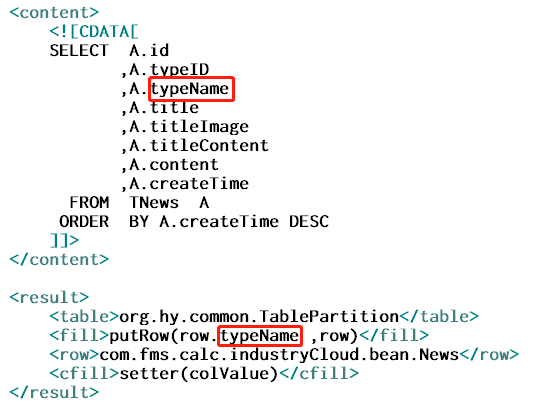 <content>
    <![CDATA[
    SELECT  A.id
           ,A.typeID
           ,A.typeName
           ,A.title
           ,A.titleImage
           ,A.titleContent
           ,A.content
           ,A.createTime
      FROM  TNews  A
     ORDER  BY A.createTime DESC
    ]]>
</content>

<result>
    <table>org.hy.common.TablePartition</table>
    <fill>putRow(row.typeName ,row)</fill>
    <row>com.fms.calc.industryCloud.bean.News</row>
    <cfill>setter(colValue)</cfill>
</result>